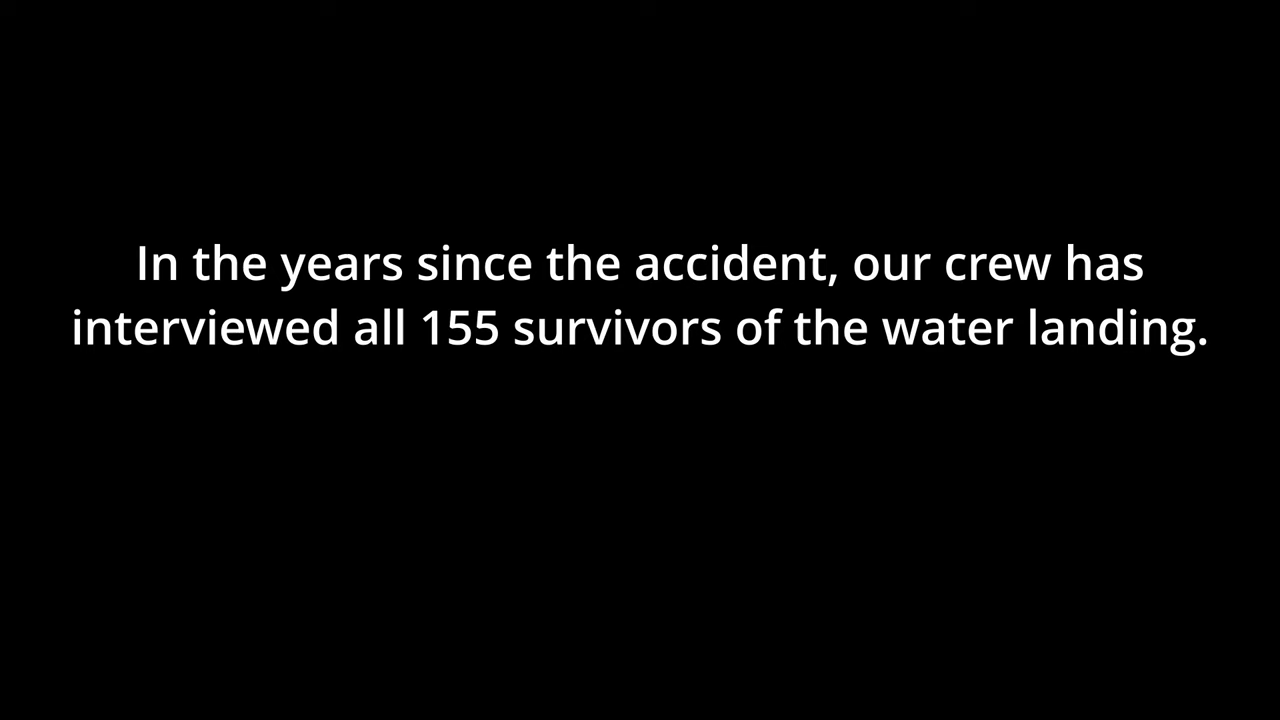 In the years since the accident, our crew has
interviewed all 155 survivors of the water landing.